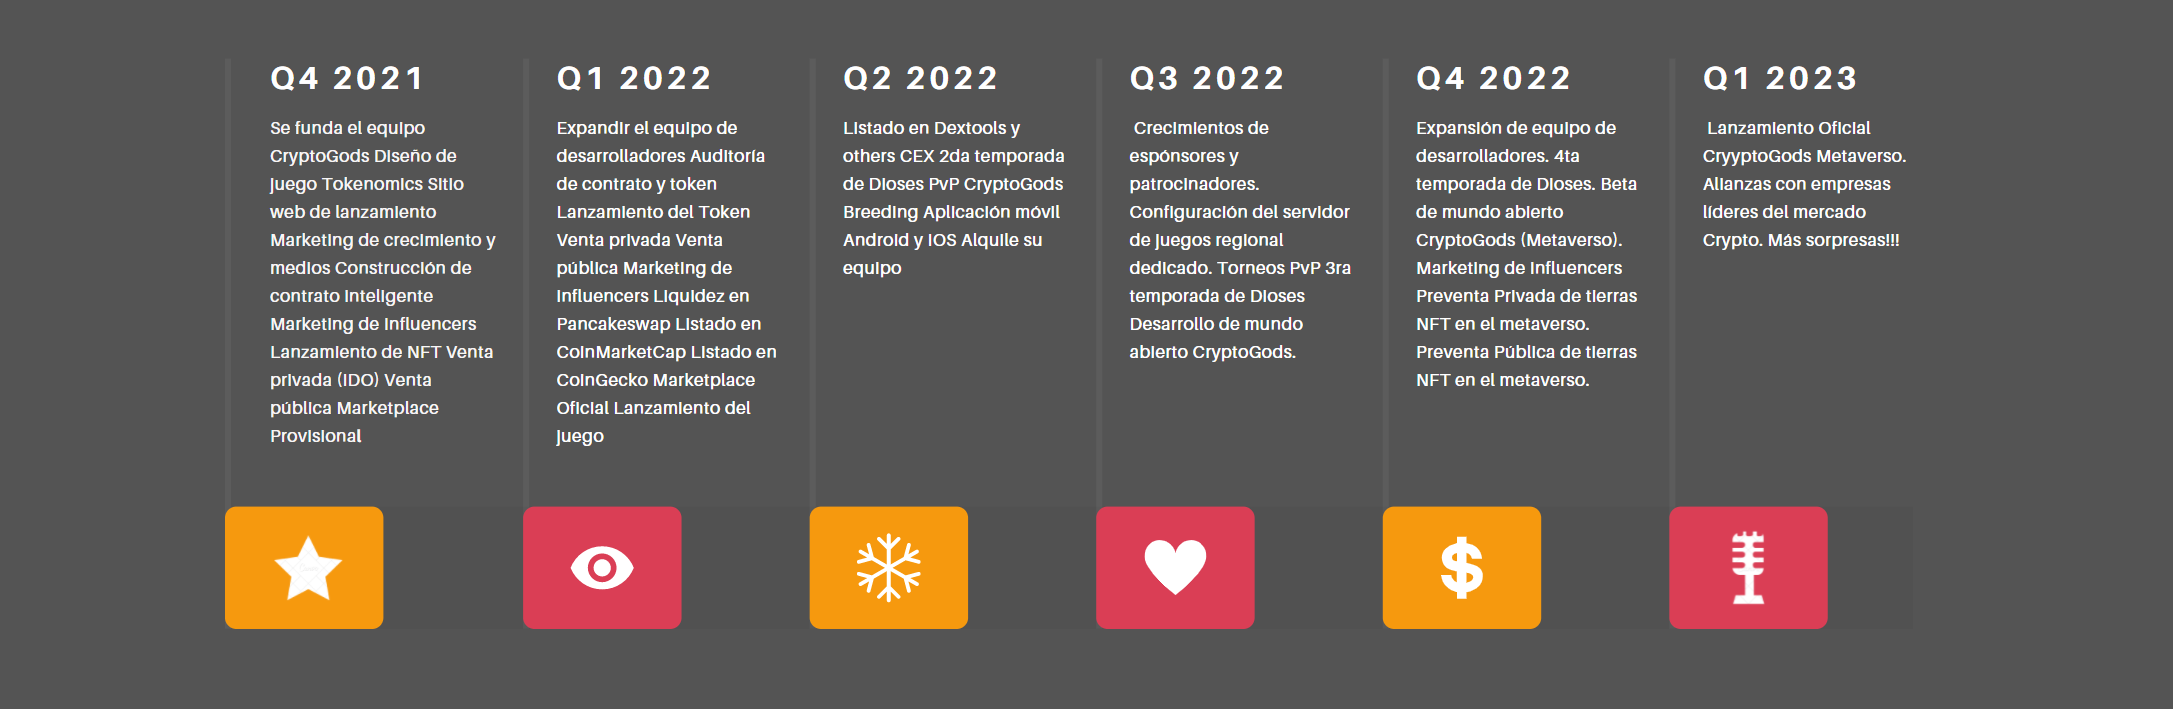 Q4 2021
Se funda el equipo
CryptoGods Diseño de
juego Tokenomics Sitio
web de lanzamiento
Marketing de crecimiento y
medios Construcción de
contrato inteligente
Marketing de influencers
Lanzamiento de NFT Venta
privada (IDO) Venta
pública Marketplace
Provisional
Q1 2022
Expandir el equipo de
desarrolladores Auditoría
de contrato y token
Lanzamiento del Token
Venta privada Venta
pública Marketing de
influencers Liquidez en
Pancakeswap Listado en
CoinMarketCap Listado en
CoinGecko Marketplace
Oficial Lanzamiento del
juego
Q2 2022
Listado en Dextools y
others CEX 2da temporada
de Dioses PvP CryptoGods
Breeding Aplicación móvil
Android y iOS Alquile su
equipo
Q3 2022
Crecimientos de
espónsores y
patrocinadores.
Configuración del servidor
de juegos regional
dedicado. Torneos PvP 3ra
temporada de Dioses
Desarrollo de mundo
abierto CryptoGods.
Q4 2022
Expansión de equipo de
desarrolladores. 4ta
temporada de Dioses. Beta
de mundo abierto
CryptoGods (Metaverso).
Marketing de influencers
Preventa Privada de tierras
NFT en el metaverso.
Preventa Pública de tierras
NFT en el metaverso.
Q1 2023
Lanzamiento Oficial
CryyptoGods Metaverso.
Alianzas con empresas
líderes del mercado
Crypto. Más sorpresas!!!
$